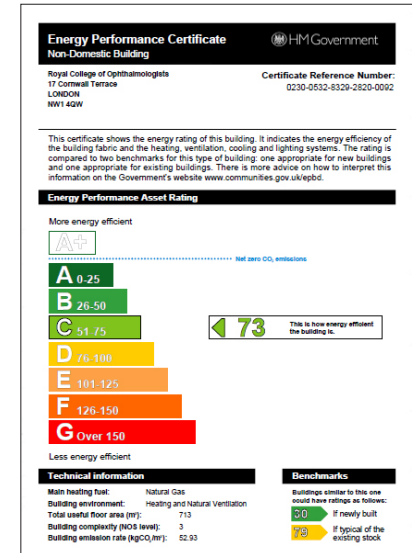 Energy Performance Certificate
HM Government
Non-Domestic Building
Royal College of Ophthalmologists
17 Cornwall Terrace
LONDON
NW1 4QW
Certificate Reference Number:
0230-0532-8329-2820-0092
This certificate shows the energy rating of this building. It indicates the energy efficiency of
the building fabric and the heating, ventilation, cooling and lighting systems. The rating is
compared to two benchmarks for this type of building: one appropriate for new buildings
and one appropriate for existing buildings. There is more advice on how to interpret this
information on the Government's website www.communities.gov.uk/epbd.
Energy Performance Asset Rating
More energy efficient
A+
Net zero CO₂ emissions
A 0-25
B 26-50
C 51-75
73
This is how energy efficient
the building is.
D 76-100
E 101-125
F 126-150
G Over 150
Less energy efficient
Technical information
Main heating fuel: Natural Gas
Building environment: Heating and Natural Ventilation
Total useful floor area (m²): 713
Building complexity (NOS level): 3
Building emission rate (kgCO₂/m²): 52.93
Benchmarks
Buildings similar to this one
could have ratings as follows:
30 If newly built
79 If typical of the
existing stock